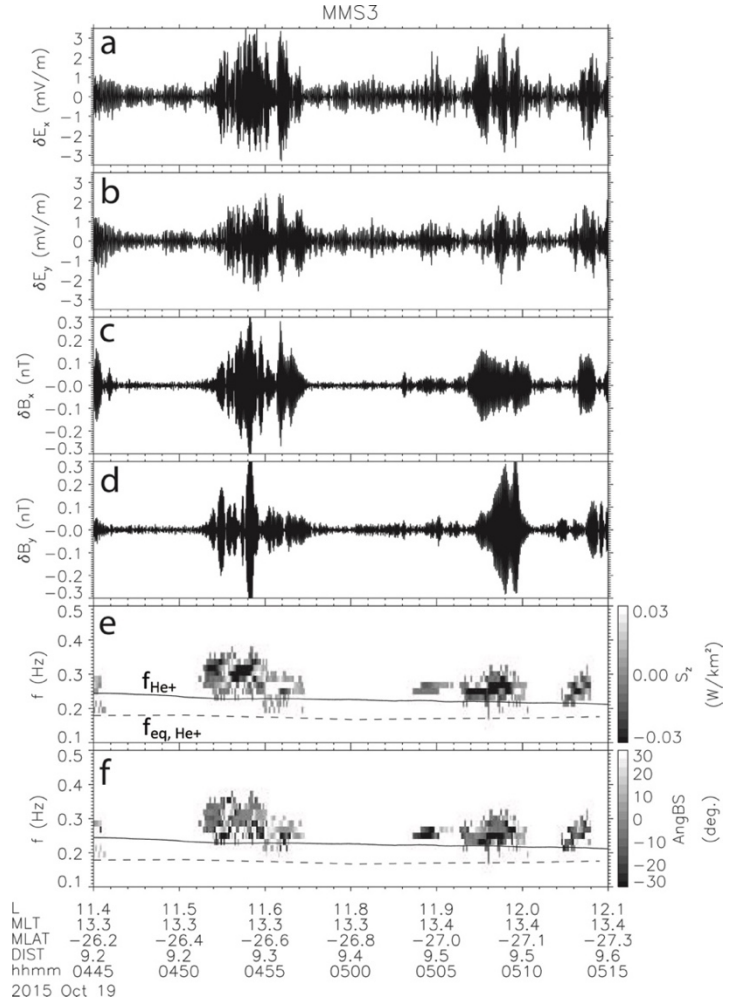 MMS3
a
3
2
1
0
-1
-2
-3
δEx (mV/m)
b
3
2
1
0
-1
-2
-3
δEy (mV/m)
c
0.3
0.2
0.1
-0.0
-0.1
-0.2
-0.3
δBx (nT)
d
0.3
0.2
0.1
-0.0
-0.1
-0.2
-0.3
δBy (nT)
e
0.5
0.4
0.3
0.2
0.1
f (Hz)
fHe+
feq, He+
0.03
0.00
-0.03
Sz
(W/km²)
f
0.5
0.4
0.3
0.2
0.1
f (Hz)
30
20
10
0
-10
-20
-30
AngBS
(deg.)
L 11.4 11.5 11.6 11.8 11.9 12.0 12.1
MLT 13.3 13.3 13.3 13.3 13.4 13.4 13.4
MLAT -26.2 -26.4 -26.6 -26.8 -27.0 -27.1 -27.3
DIST 9.2 9.2 9.3 9.4 9.5 9.5 9.6
hhmm 0445 0450 0455 0500 0505 0510 0515
2015 Oct 19